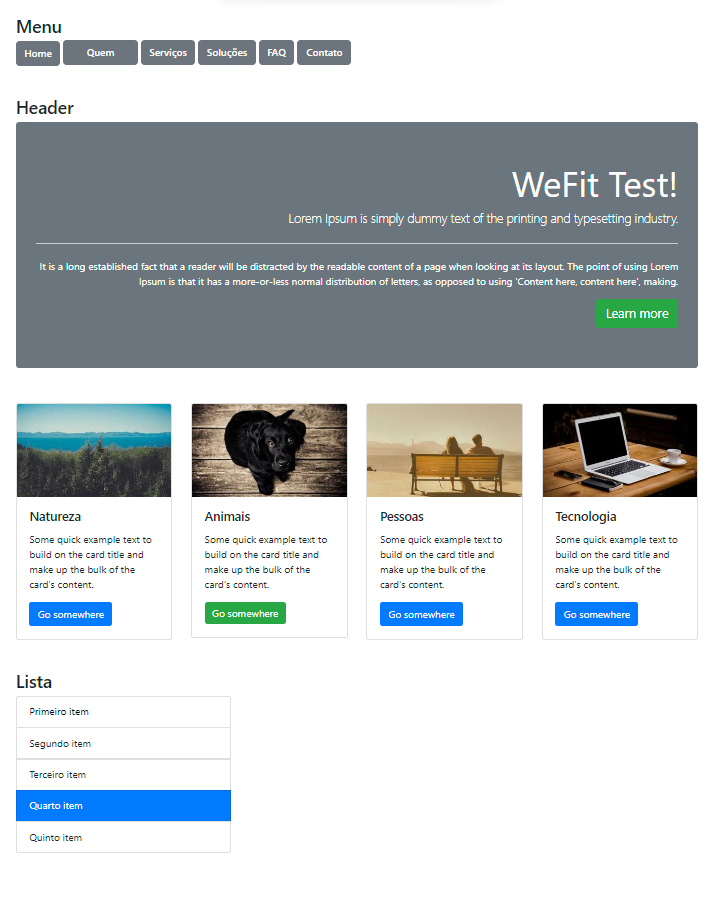 Menu
Home Quem Serviços Soluções FAQ Contato
Header
WeFit Test!
Lorem Ipsum is simply dummy text of the printing and typesetting industry.
It is a long established fact that a reader will be distracted by the readable content of a page when looking at its layout. The point of using Lorem
Ipsum is that it has a more-or-less normal distribution of letters, as opposed to using 'Content here, content here', making.
Learn more
Natureza
Some quick example text to
build on the card title and
make up the bulk of the
card's content.
Go somewhere
Animais
Some quick example text to
build on the card title and
make up the bulk of the
card's content.
Go somewhere
Pessoas
Some quick example text to
build on the card title and
make up the bulk of the
card's content.
Go somewhere
Tecnologia
Some quick example text to
build on the card title and
make up the bulk of the
card's content.
Go somewhere
Lista
Primeiro item
Segundo item
Terceiro item
Quarto item
Quinto item